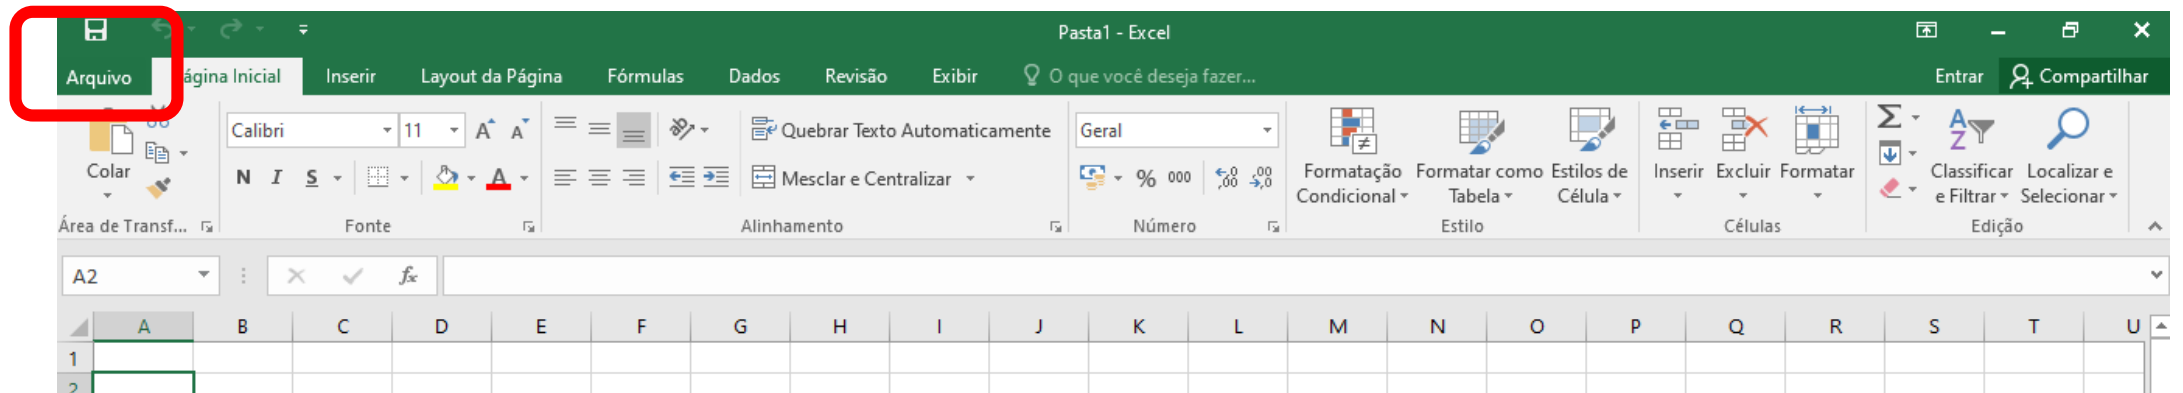 Pasta1 - Excel
Arquivo ágina Inicial Inserir Layout da Página Fórmulas Dados Revisão Exibir O que você deseja fazer... Entrar Compartilhar
Calibri 11 A A Quebrar Texto Automaticamente Geral
Colar N I S A Mesclar e Centralizar % 000 ,00 ,0
Formatação Condicional Formatar como Tabela Estilos de Célula Inserir Excluir Formatar Σ A Z Classificar e Filtrar Localizar e Selecionar
Área de Transf... Fonte Alinhamento Número Estilo Células Edição
A2 fx
A B C D E F G H I J K L M N O P Q R S T U
1
2